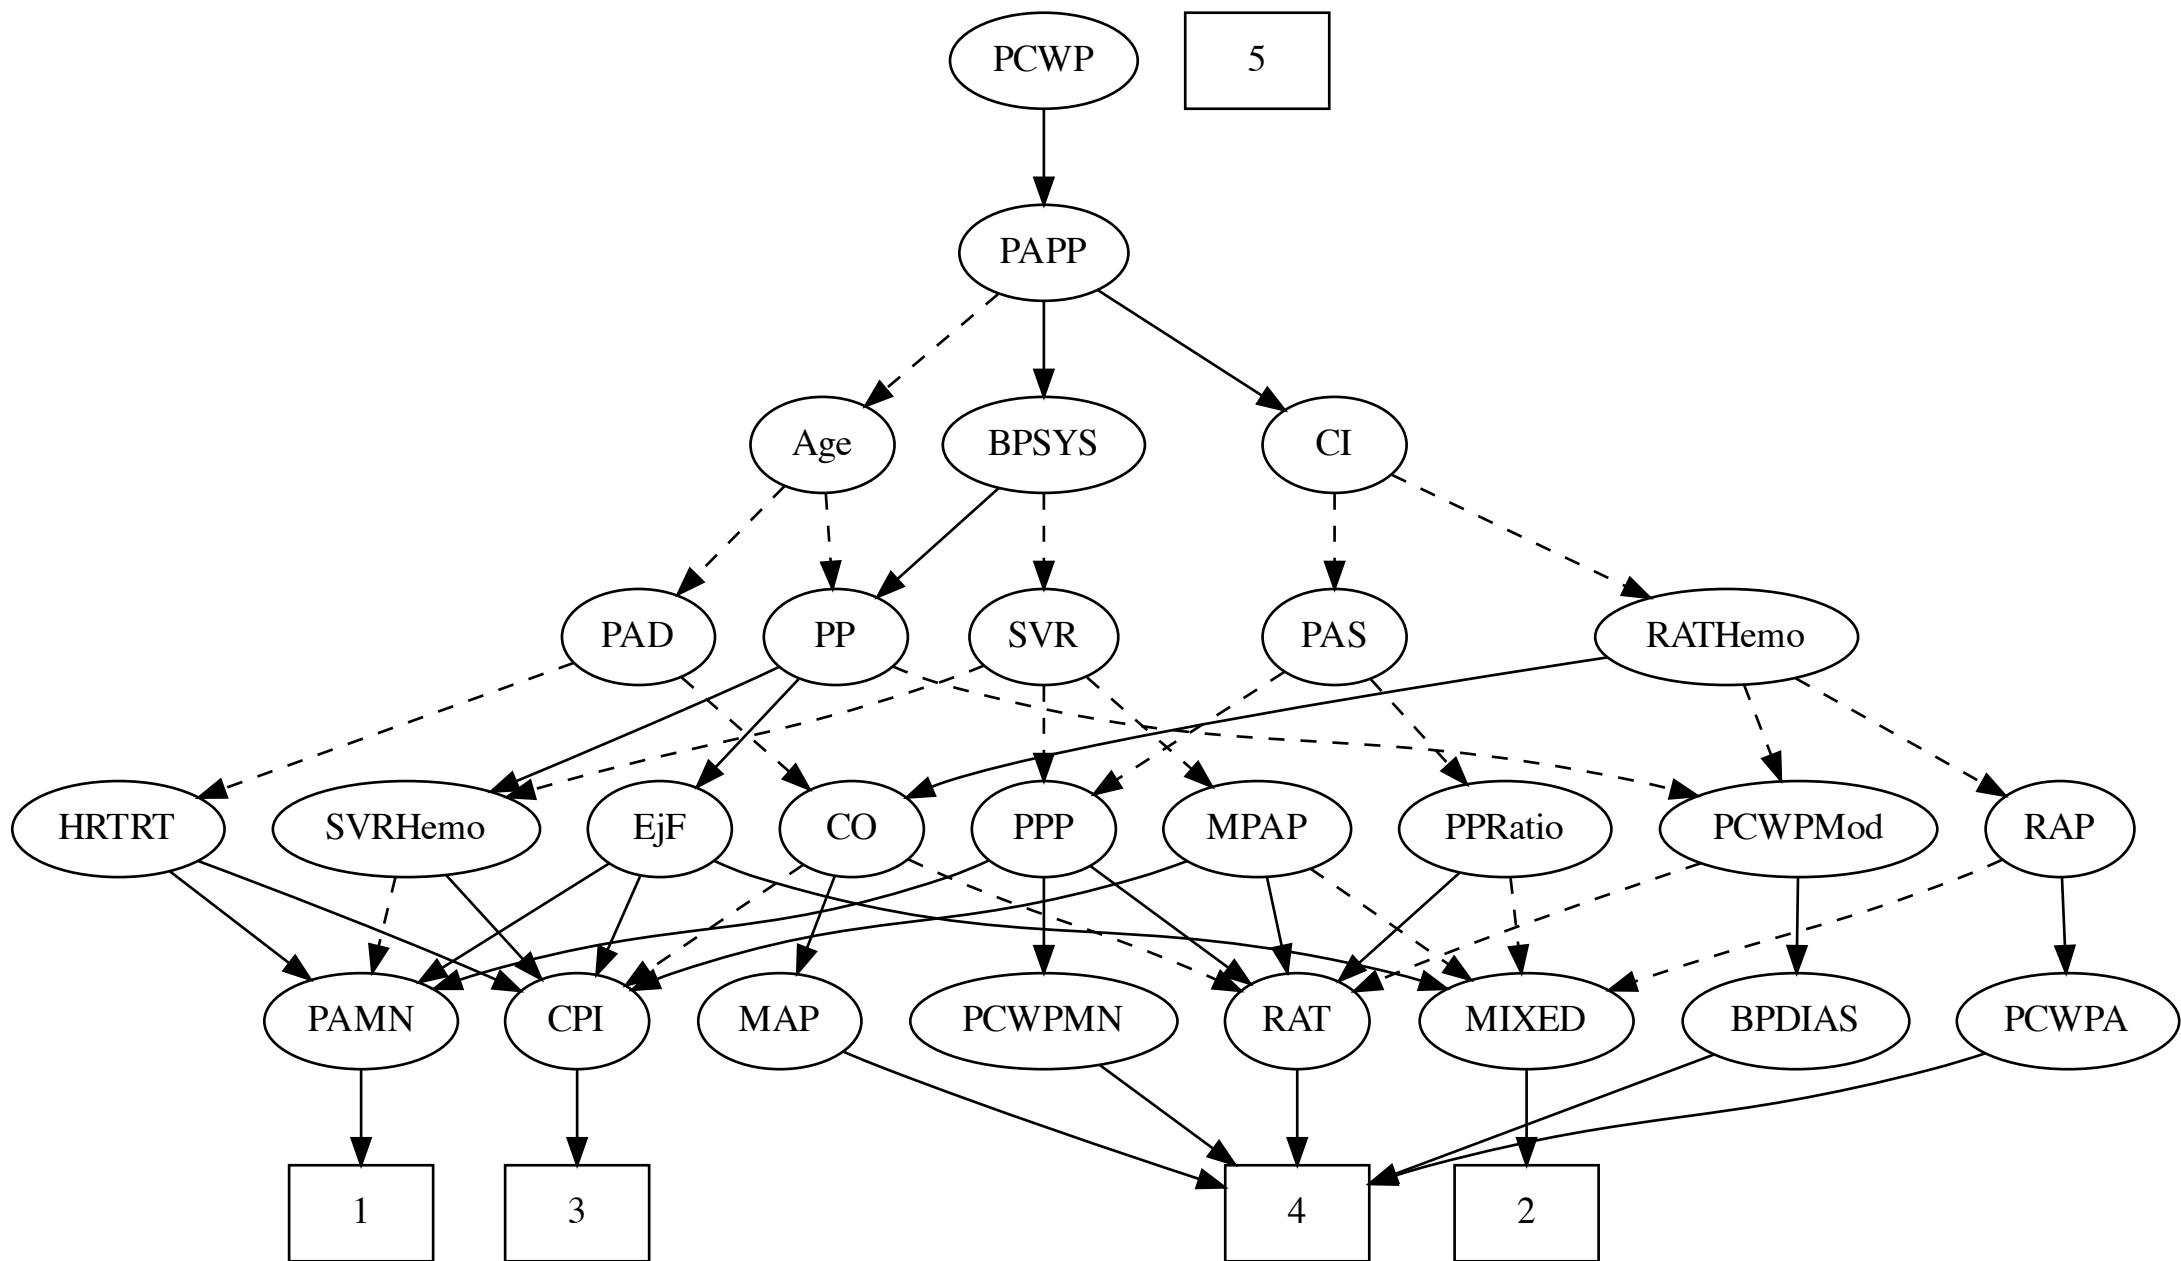 PCWP
5
PAPP
Age
BPSYS
CI
PAD
PP
SVR
PAS
RATHemo
HRTRT
SVRHemo
EjF
CO
PPP
MPAP
PPRatio
PCWPMod
RAP
PAMN
CPI
MAP
PCWPMN
RAT
MIXED
BPDIAS
PCWPA
1
3
4
2